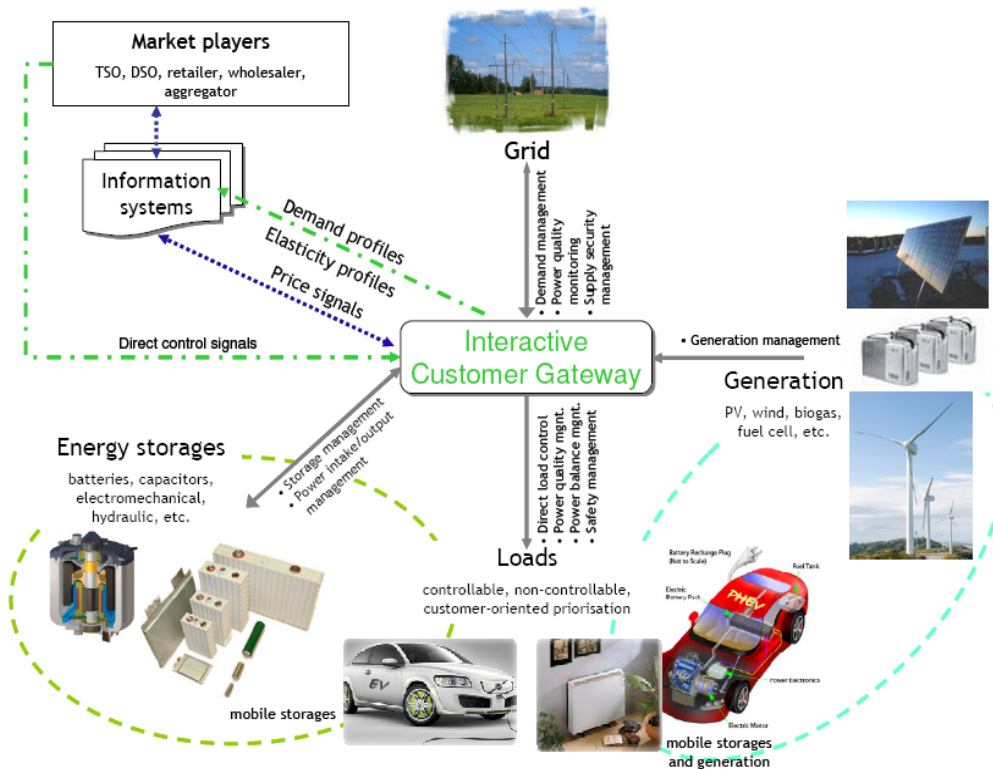 Market players
TSO, DSO, retailer, wholesaler,
aggregator
Grid
Information
systems
Demand profiles
Elasticity profiles
Price signals
Direct control signals
• Demand management
• Power quality
monitoring
• Supply security
management
Interactive
Customer Gateway
• Generation management
Generation
PV, wind, biogas,
fuel cell, etc.
Energy storages
batteries, capacitors,
electromechanical,
hydraulic, etc.
• Storage management
• Power intake/output
management
• Direct load control
• Power quality mgnt.
• Power balance mgnt.
• Safety management
Loads
controllable, non-controllable,
customer-oriented priorisation
mobile storages
EV
Battery Recharge Plug
(Not to Scale)
Fuel Tank
Electric
Battery Pack
PHEV
Power Electronics
Electric Motor
mobile storages
and generation